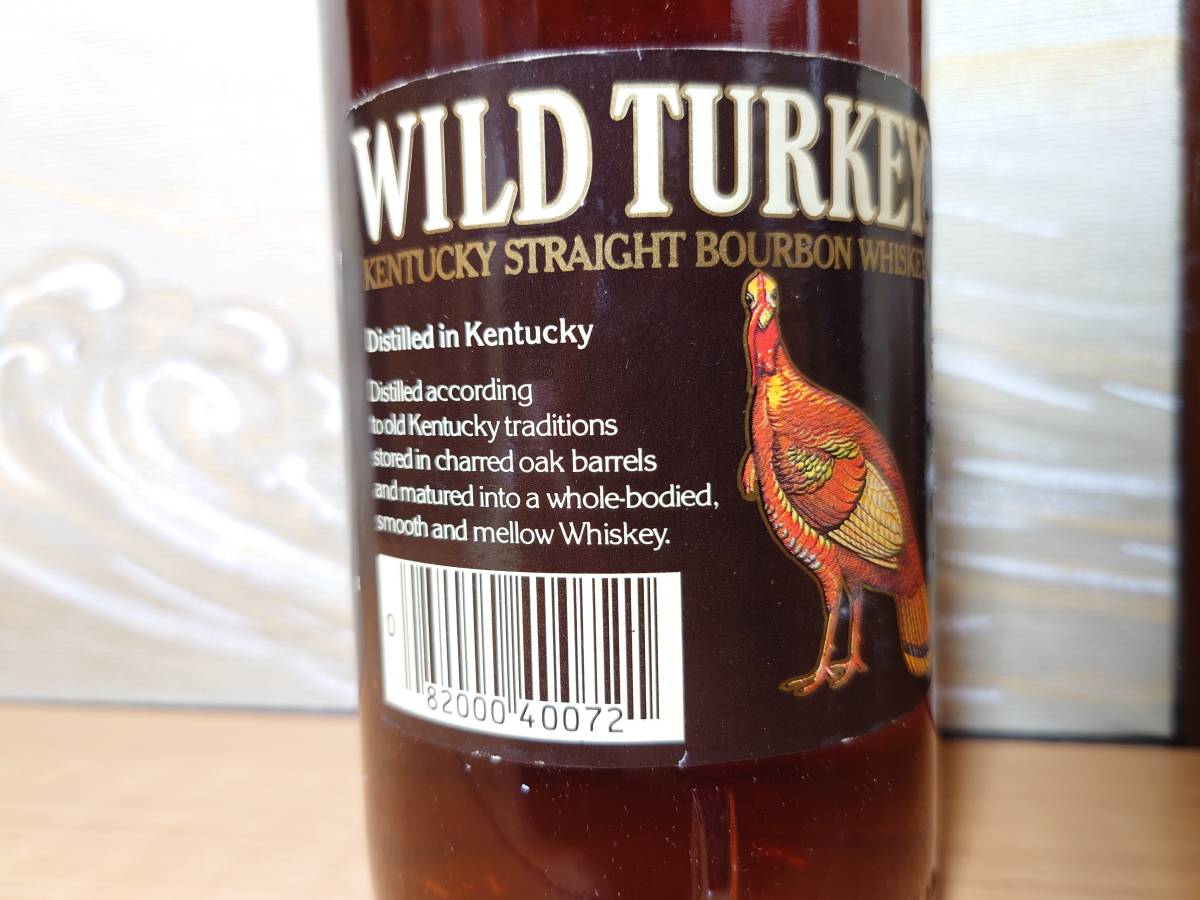 WILD TURKEY
KENTUCKY STRAIGHT BOURBON WHISKEY
Distilled in Kentucky
Distilled according
to old Kentucky traditions
stored in charred oak barrels
and matured into a whole-bodied,
smooth and mellow Whiskey.
0 82000 40072